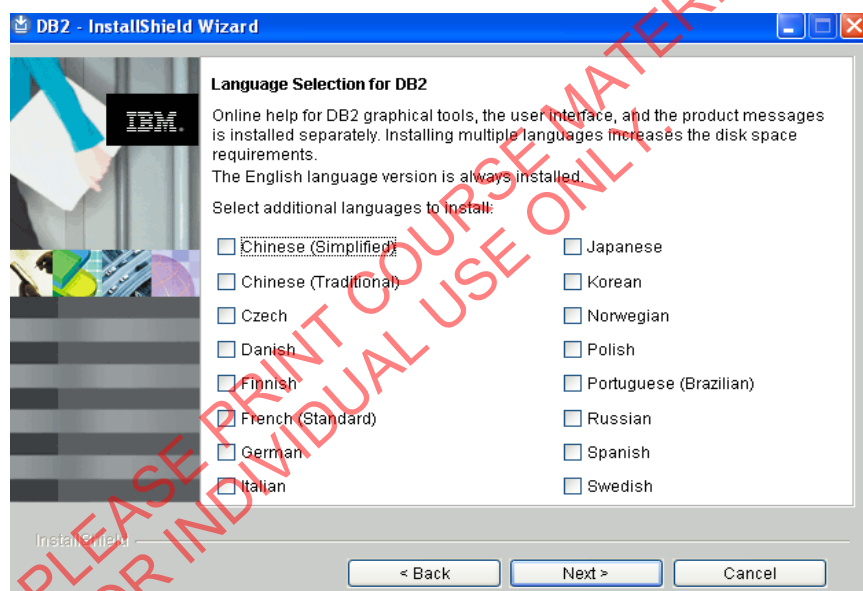 DB2 - InstallShield Wizard
IBM.
Language Selection for DB2
Online help for DB2 graphical tools, the user interface, and the product messages
is installed separately. Installing multiple languages increases the disk space
requirements.
The English language version is always installed.
Select additional languages to install:
Chinese (Simplified)
Chinese (Traditional)
Czech
Danish
Finnish
French (Standard)
German
Italian
Japanese
Korean
Norwegian
Polish
Portuguese (Brazilian)
Russian
Spanish
Swedish
InstallShield
< Back
Next >
Cancel
PLEASE PRINT COURSE MATER
OR INDIVIDUAL USE ONLY.